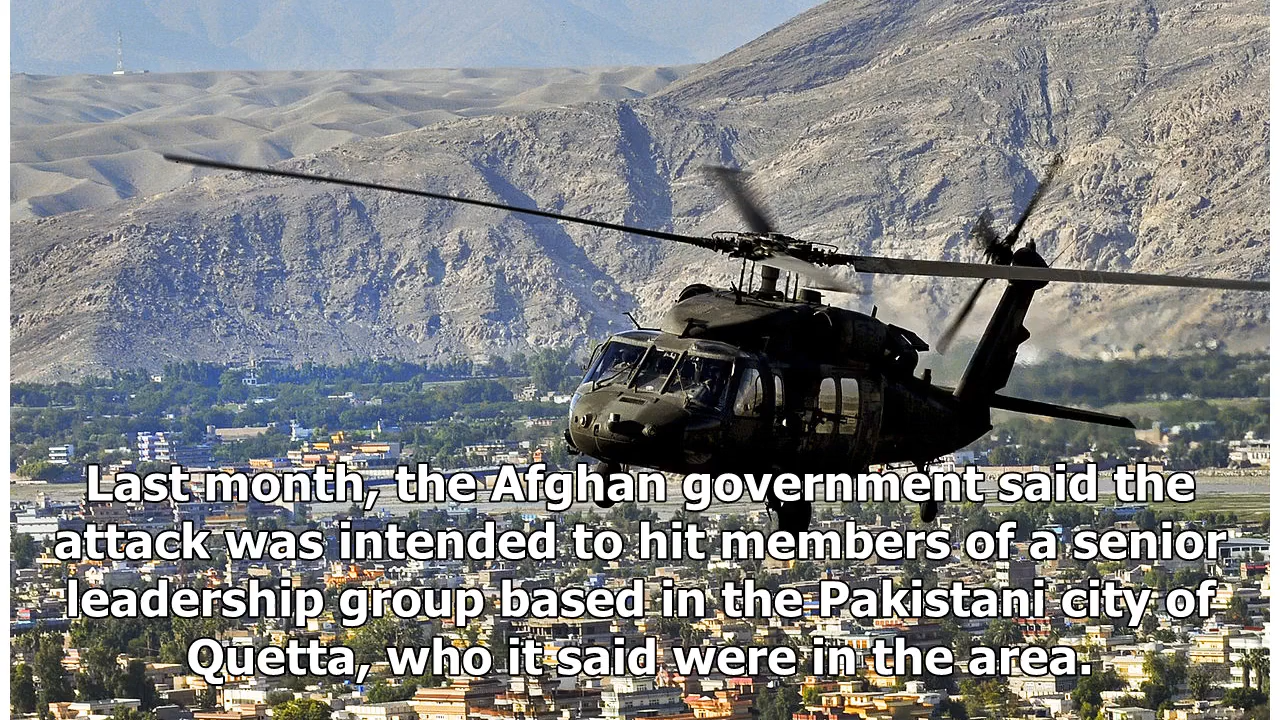 Last month, the Afghan government said the
attack was intended to hit members of a senior
leadership group based in the Pakistani city of
Quetta, who it said were in the area.